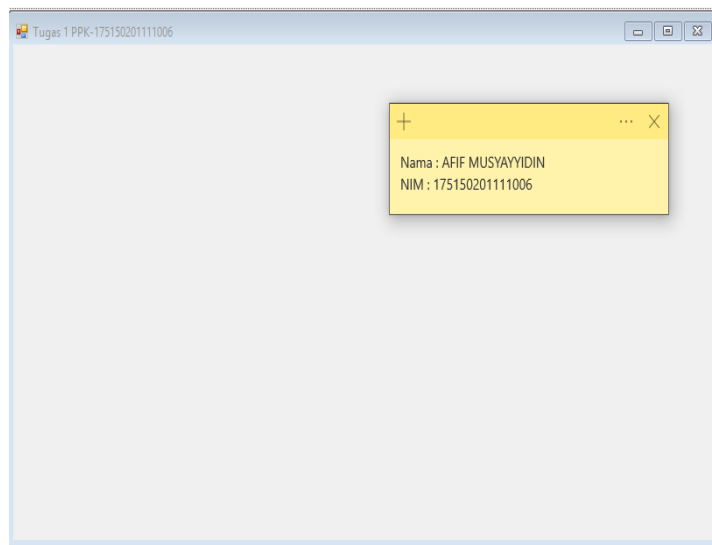 Tugas 1 PPK-175150201111006
Nama : AFIF MUSYAYYIDIN
NIM : 175150201111006